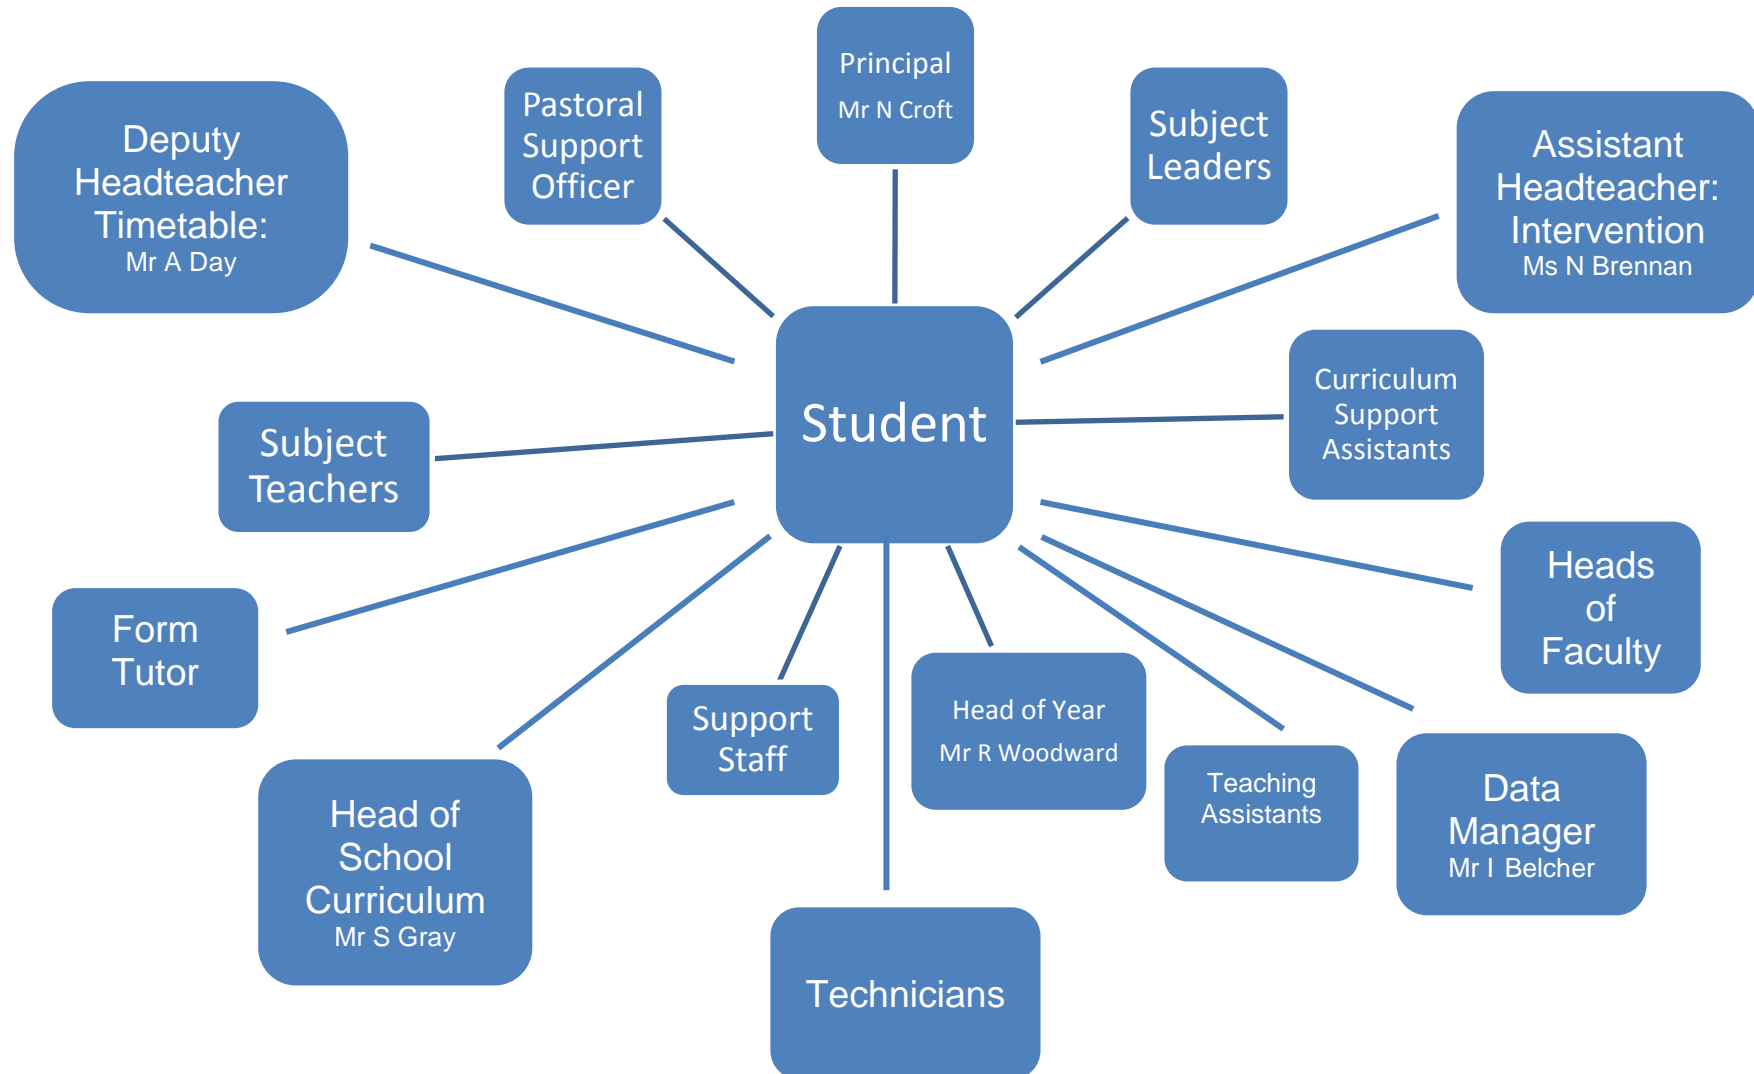 Principal
Mr N Croft
Pastoral
Support
Officer
Subject
Leaders
Deputy
Headteacher
Timetable:
Mr A Day
Assistant
Headteacher:
Intervention
Ms N Brennan
Student
Curriculum
Support
Assistants
Subject
Teachers
Heads
of
Faculty
Form
Tutor
Support
Staff
Head of Year
Mr R Woodward
Teaching
Assistants
Data
Manager
Mr I Belcher
Head of
School
Curriculum
Mr S Gray
Technicians